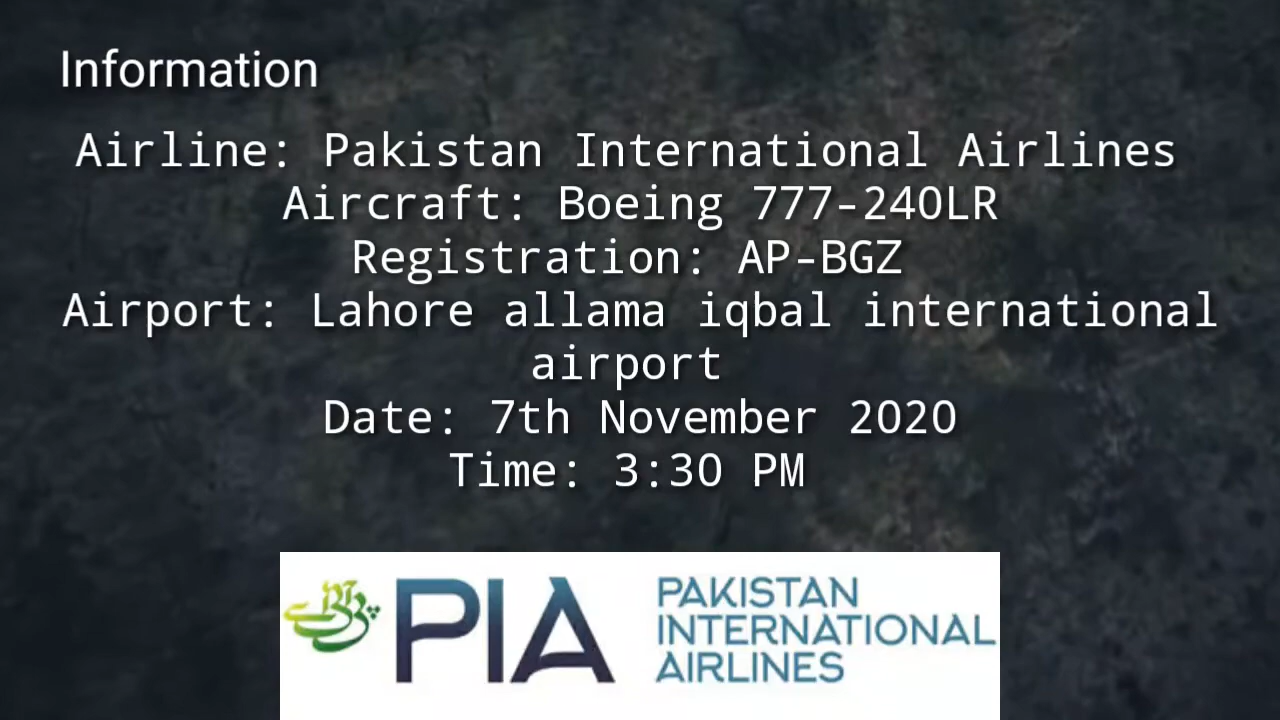 Information
Airline: Pakistan International Airlines
Aircraft: Boeing 777-240LR
Registration: AP-BGZ
Airport: Lahore allama iqbal international
airport
Date: 7th November 2020
Time: 3:30 PM
PIA
PAKISTAN
INTERNATIONAL
AIRLINES